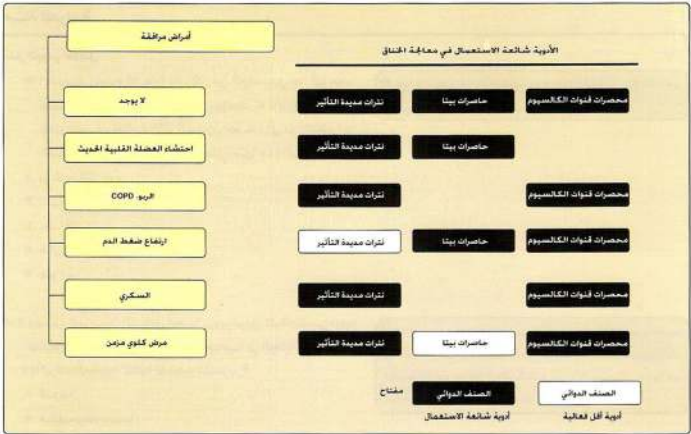 أمراض مرافقة
الأدوية شائعة الاستعمال في معالجة الخناق
لا يوجد
نترات مديدة التأثير
حاصرات بيتا
محصرات قنوات الكالسيوم
احتشاء العضلة القلبية الحديث
نترات مديدة التأثير
حاصرات بيتا
الربو، COPD
نترات مديدة التأثير
محصرات قنوات الكالسيوم
ارتفاع ضغط الدم
نترات مديدة التأثير
حاصرات بيتا
محصرات قنوات الكالسيوم
السكري
نترات مديدة التأثير
محصرات قنوات الكالسيوم
مرض كلوي مزمن
نترات مديدة التأثير
حاصرات بيتا
محصرات قنوات الكالسيوم
مفتاح
الصنف الدوائي
أدوية شائعة الاستعمال
الصنف الدوائي
أدوية أقل فعالية